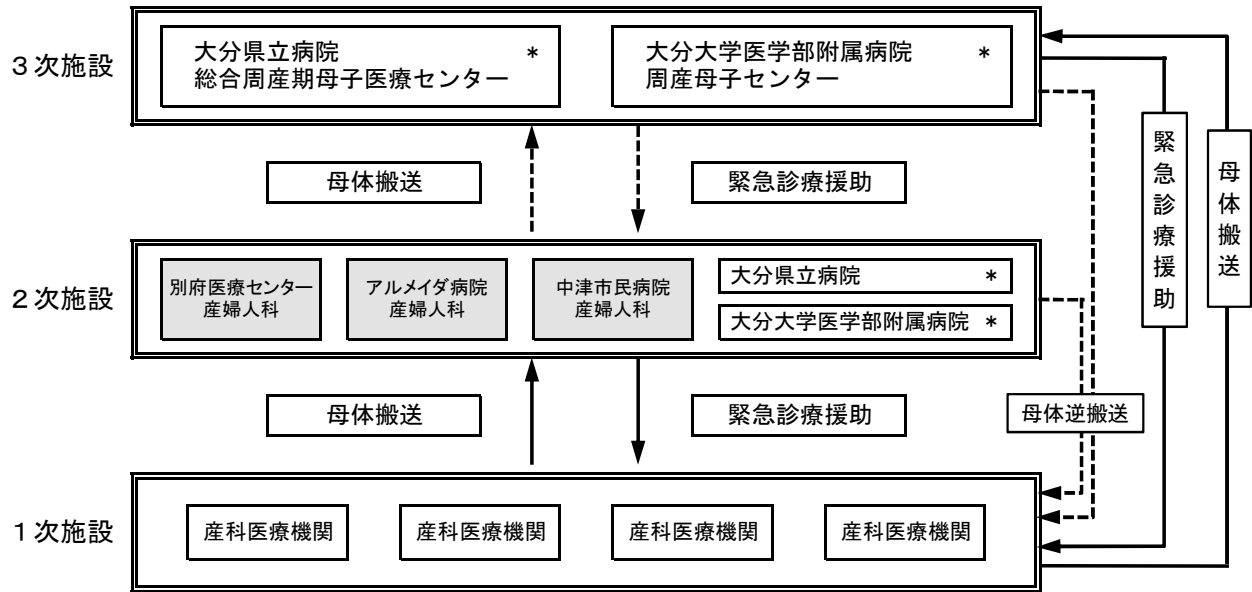 3次施設
大分県立病院 *
総合周産期母子医療センター
大分大学医学部附属病院 *
周産母子センター
母体搬送
緊急診療援助
緊急診療援助
母体搬送
2次施設
別府医療センター
産婦人科
アルメイダ病院
産婦人科
中津市民病院
産婦人科
大分県立病院 *
大分大学医学部附属病院 *
母体搬送
緊急診療援助
母体逆搬送
1次施設
産科医療機関
産科医療機関
産科医療機関
産科医療機関